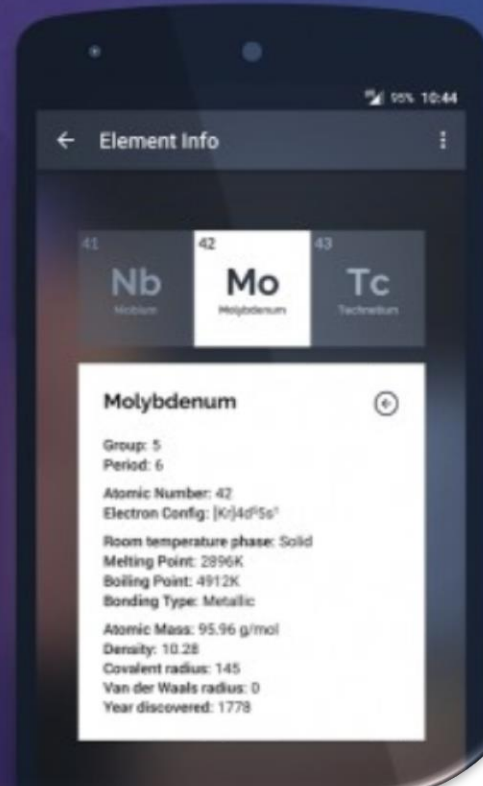 95% 10:44
Element Info
41 42 43
Nb Mo Tc
Niobium Molybdenum Technetium
Molybdenum
Group: 5
Period: 6
Atomic Number: 42
Electron Config: [Kr]4d⁵5s¹
Room temperature phase: Solid
Melting Point: 2896K
Boiling Point: 4912K
Bonding Type: Metallic
Atomic Mass: 95.96 g/mol
Density: 10.28
Covalent radius: 145
Van der Waals radius: 0
Year discovered: 1778